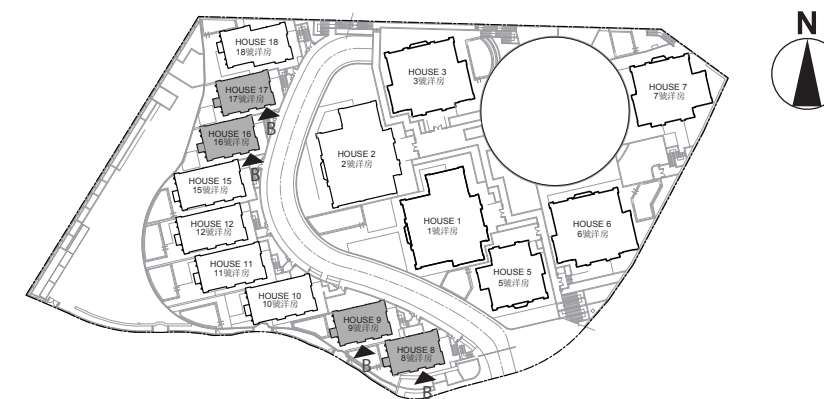 N
HOUSE 18
18號洋房
HOUSE 17
17號洋房
B
HOUSE 16
16號洋房
B
HOUSE 15
15號洋房
HOUSE 12
12號洋房
HOUSE 11
11號洋房
HOUSE 10
10號洋房
HOUSE 9
9號洋房
B
HOUSE 8
8號洋房
B
HOUSE 3
3號洋房
HOUSE 2
2號洋房
HOUSE 1
1號洋房
HOUSE 5
5號洋房
HOUSE 6
6號洋房
HOUSE 7
7號洋房